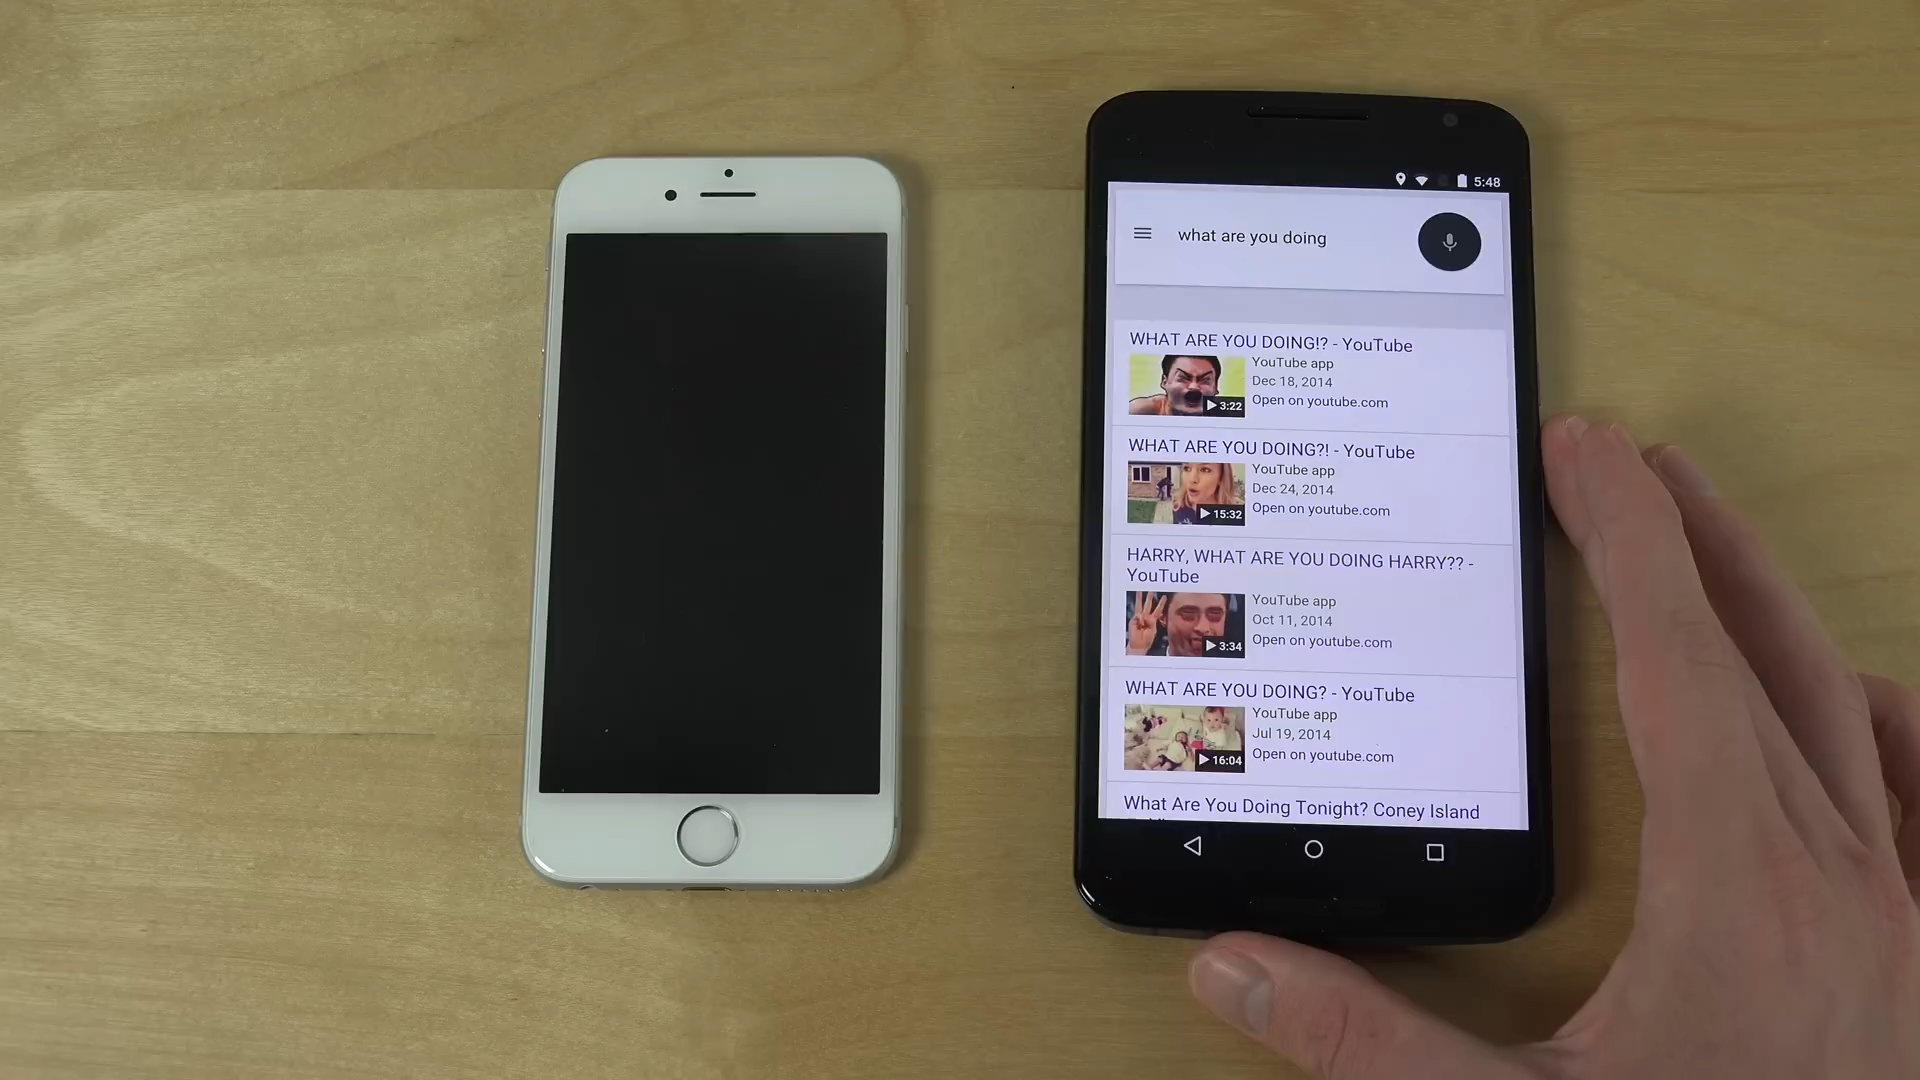 5:48
what are you doing
WHAT ARE YOU DOING!? - YouTube
YouTube app
Dec 18, 2014
Open on youtube.com
3:22
WHAT ARE YOU DOING?! - YouTube
YouTube app
Dec 24, 2014
Open on youtube.com
15:32
HARRY, WHAT ARE YOU DOING HARRY?? -
YouTube
YouTube app
Oct 11, 2014
Open on youtube.com
3:34
WHAT ARE YOU DOING? - YouTube
YouTube app
Jul 19, 2014
Open on youtube.com
16:04
What Are You Doing Tonight? Coney Island